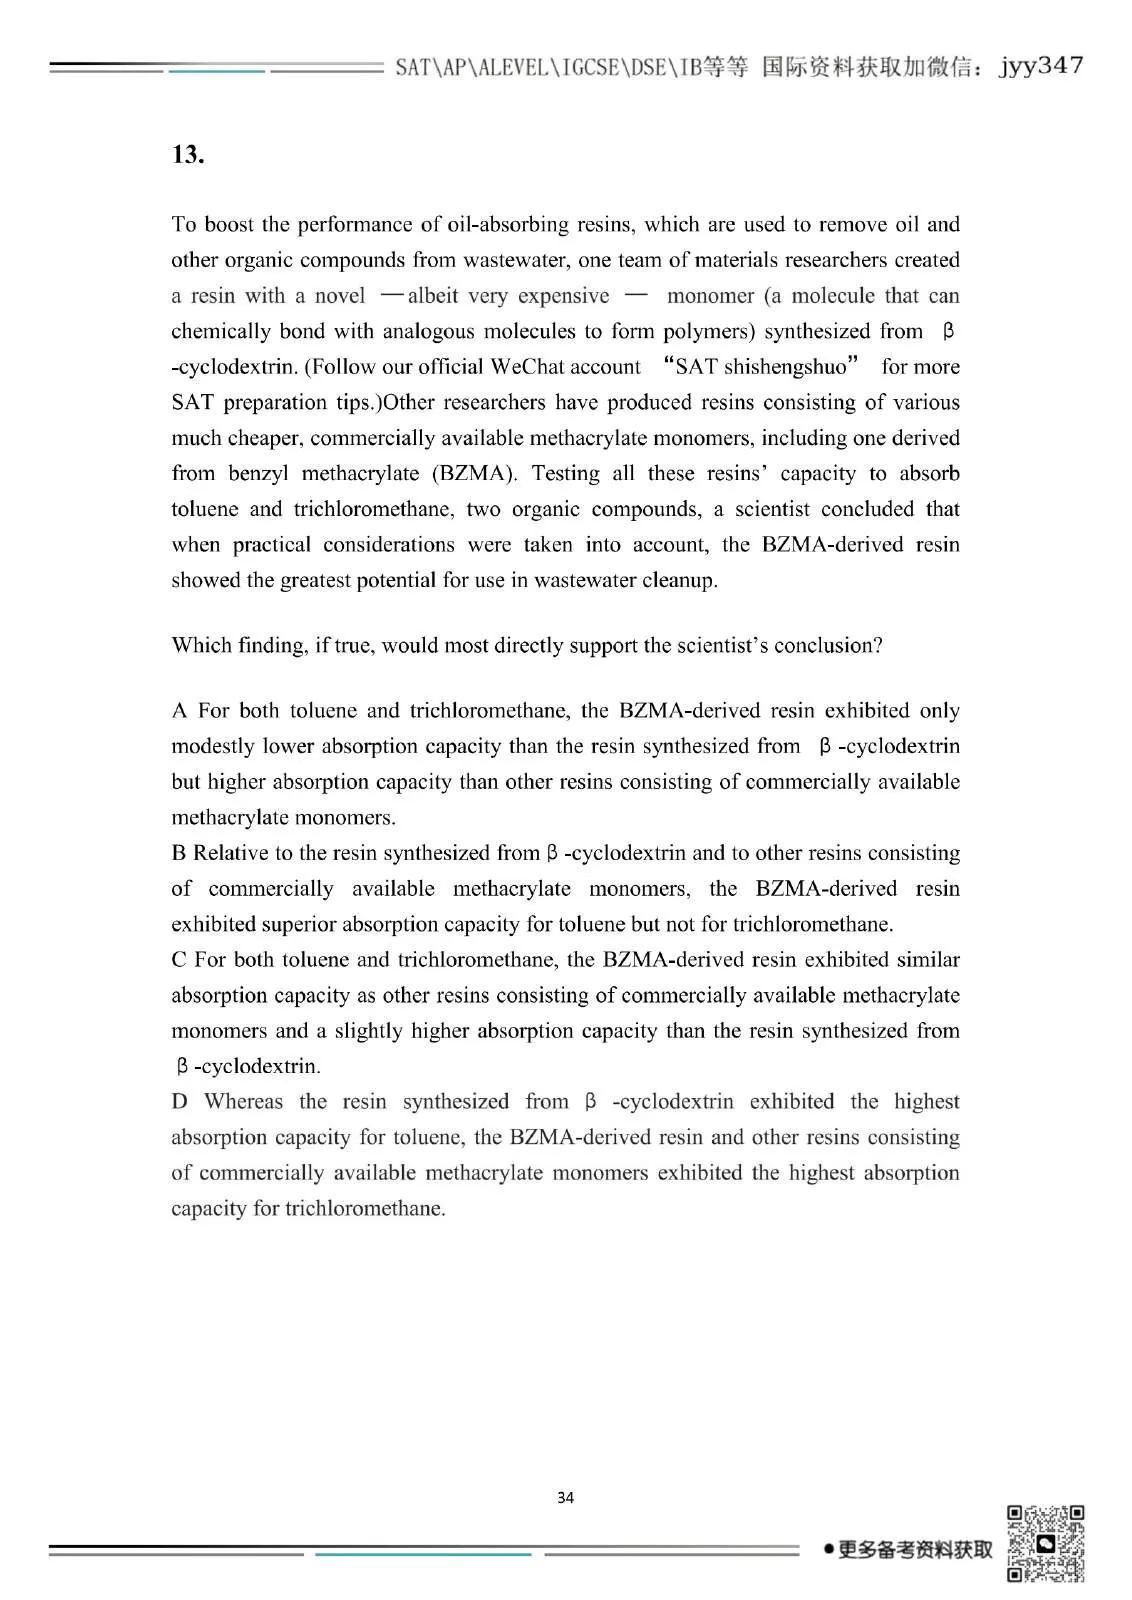 SAT\AP\ALEVEL\IGCSE\DSE\IB等等 国际资料获取加微信：jyy347
13.
To boost the performance of oil-absorbing resins, which are used to remove oil and
other organic compounds from wastewater, one team of materials researchers created
a resin with a novel —albeit very expensive — monomer (a molecule that can
chemically bond with analogous molecules to form polymers) synthesized from β
-cyclodextrin. (Follow our official WeChat account “SAT shishengshuo” for more
SAT preparation tips.)Other researchers have produced resins consisting of various
much cheaper, commercially available methacrylate monomers, including one derived
from benzyl methacrylate (BZMA). Testing all these resins’ capacity to absorb
toluene and trichloromethane, two organic compounds, a scientist concluded that
when practical considerations were taken into account, the BZMA-derived resin
showed the greatest potential for use in wastewater cleanup.
Which finding, if true, would most directly support the scientist’s conclusion?
A For both toluene and trichloromethane, the BZMA-derived resin exhibited only
modestly lower absorption capacity than the resin synthesized from β -cyclodextrin
but higher absorption capacity than other resins consisting of commercially available
methacrylate monomers.
B Relative to the resin synthesized from β -cyclodextrin and to other resins consisting
of commercially available methacrylate monomers, the BZMA-derived resin
exhibited superior absorption capacity for toluene but not for trichloromethane.
C For both toluene and trichloromethane, the BZMA-derived resin exhibited similar
absorption capacity as other resins consisting of commercially available methacrylate
monomers and a slightly higher absorption capacity than the resin synthesized from
β -cyclodextrin.
D Whereas the resin synthesized from β -cyclodextrin exhibited the highest
absorption capacity for toluene, the BZMA-derived resin and other resins consisting
of commercially available methacrylate monomers exhibited the highest absorption
capacity for trichloromethane.
34
●更多备考资料获取